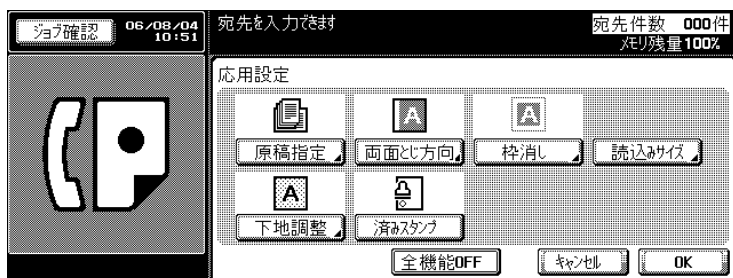 ジョブ確認
06/08/04
10:51
宛先を入力できます
宛先件数 000件
メモリ残量100%
応用設定
原稿指定 両面とじ方向 枠消し 読込みサイズ
下地調整 済みスタンプ
全機能OFF キャンセル OK